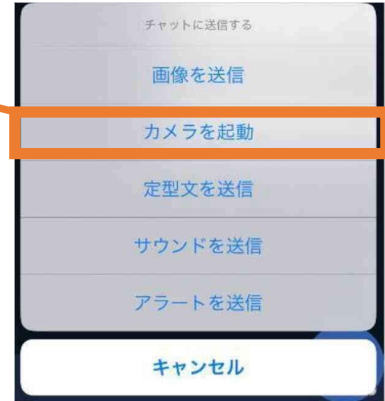 チャットに送信する
画像を送信
カメラを起動
定型文を送信
サウンドを送信
アラートを送信
キャンセル